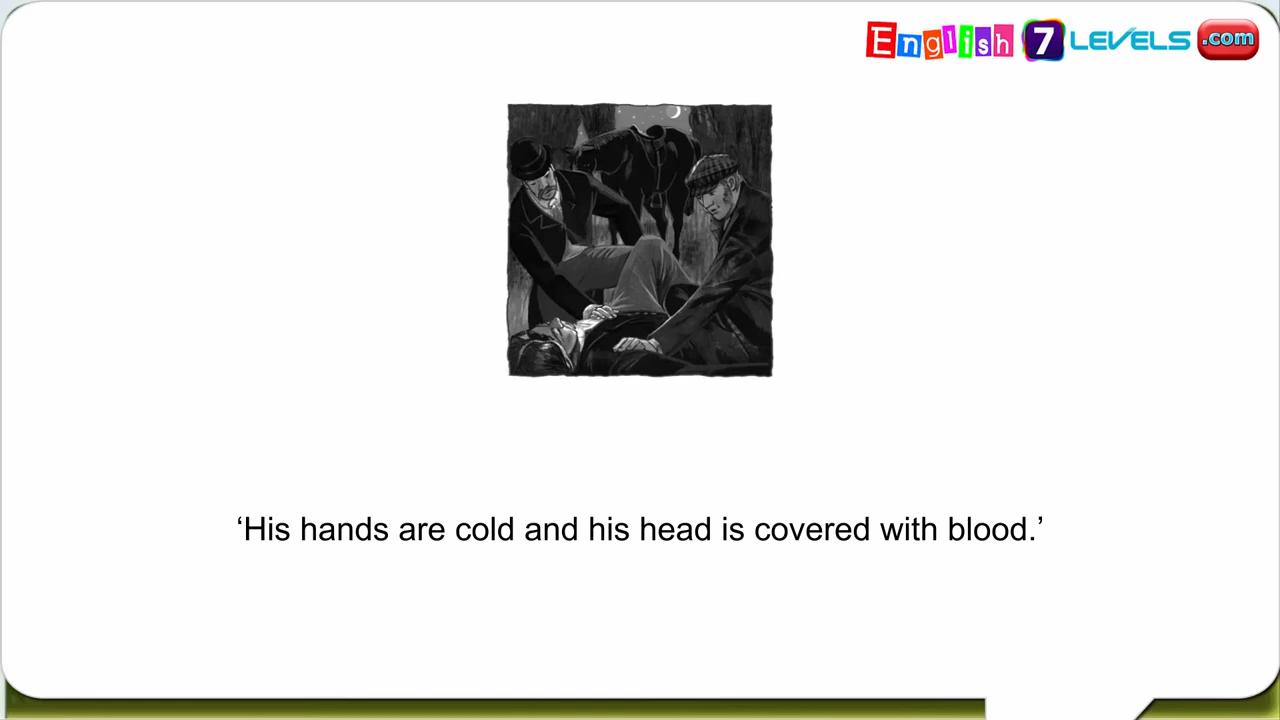 English 7 LEVELS .com
‘His hands are cold and his head is covered with blood.’